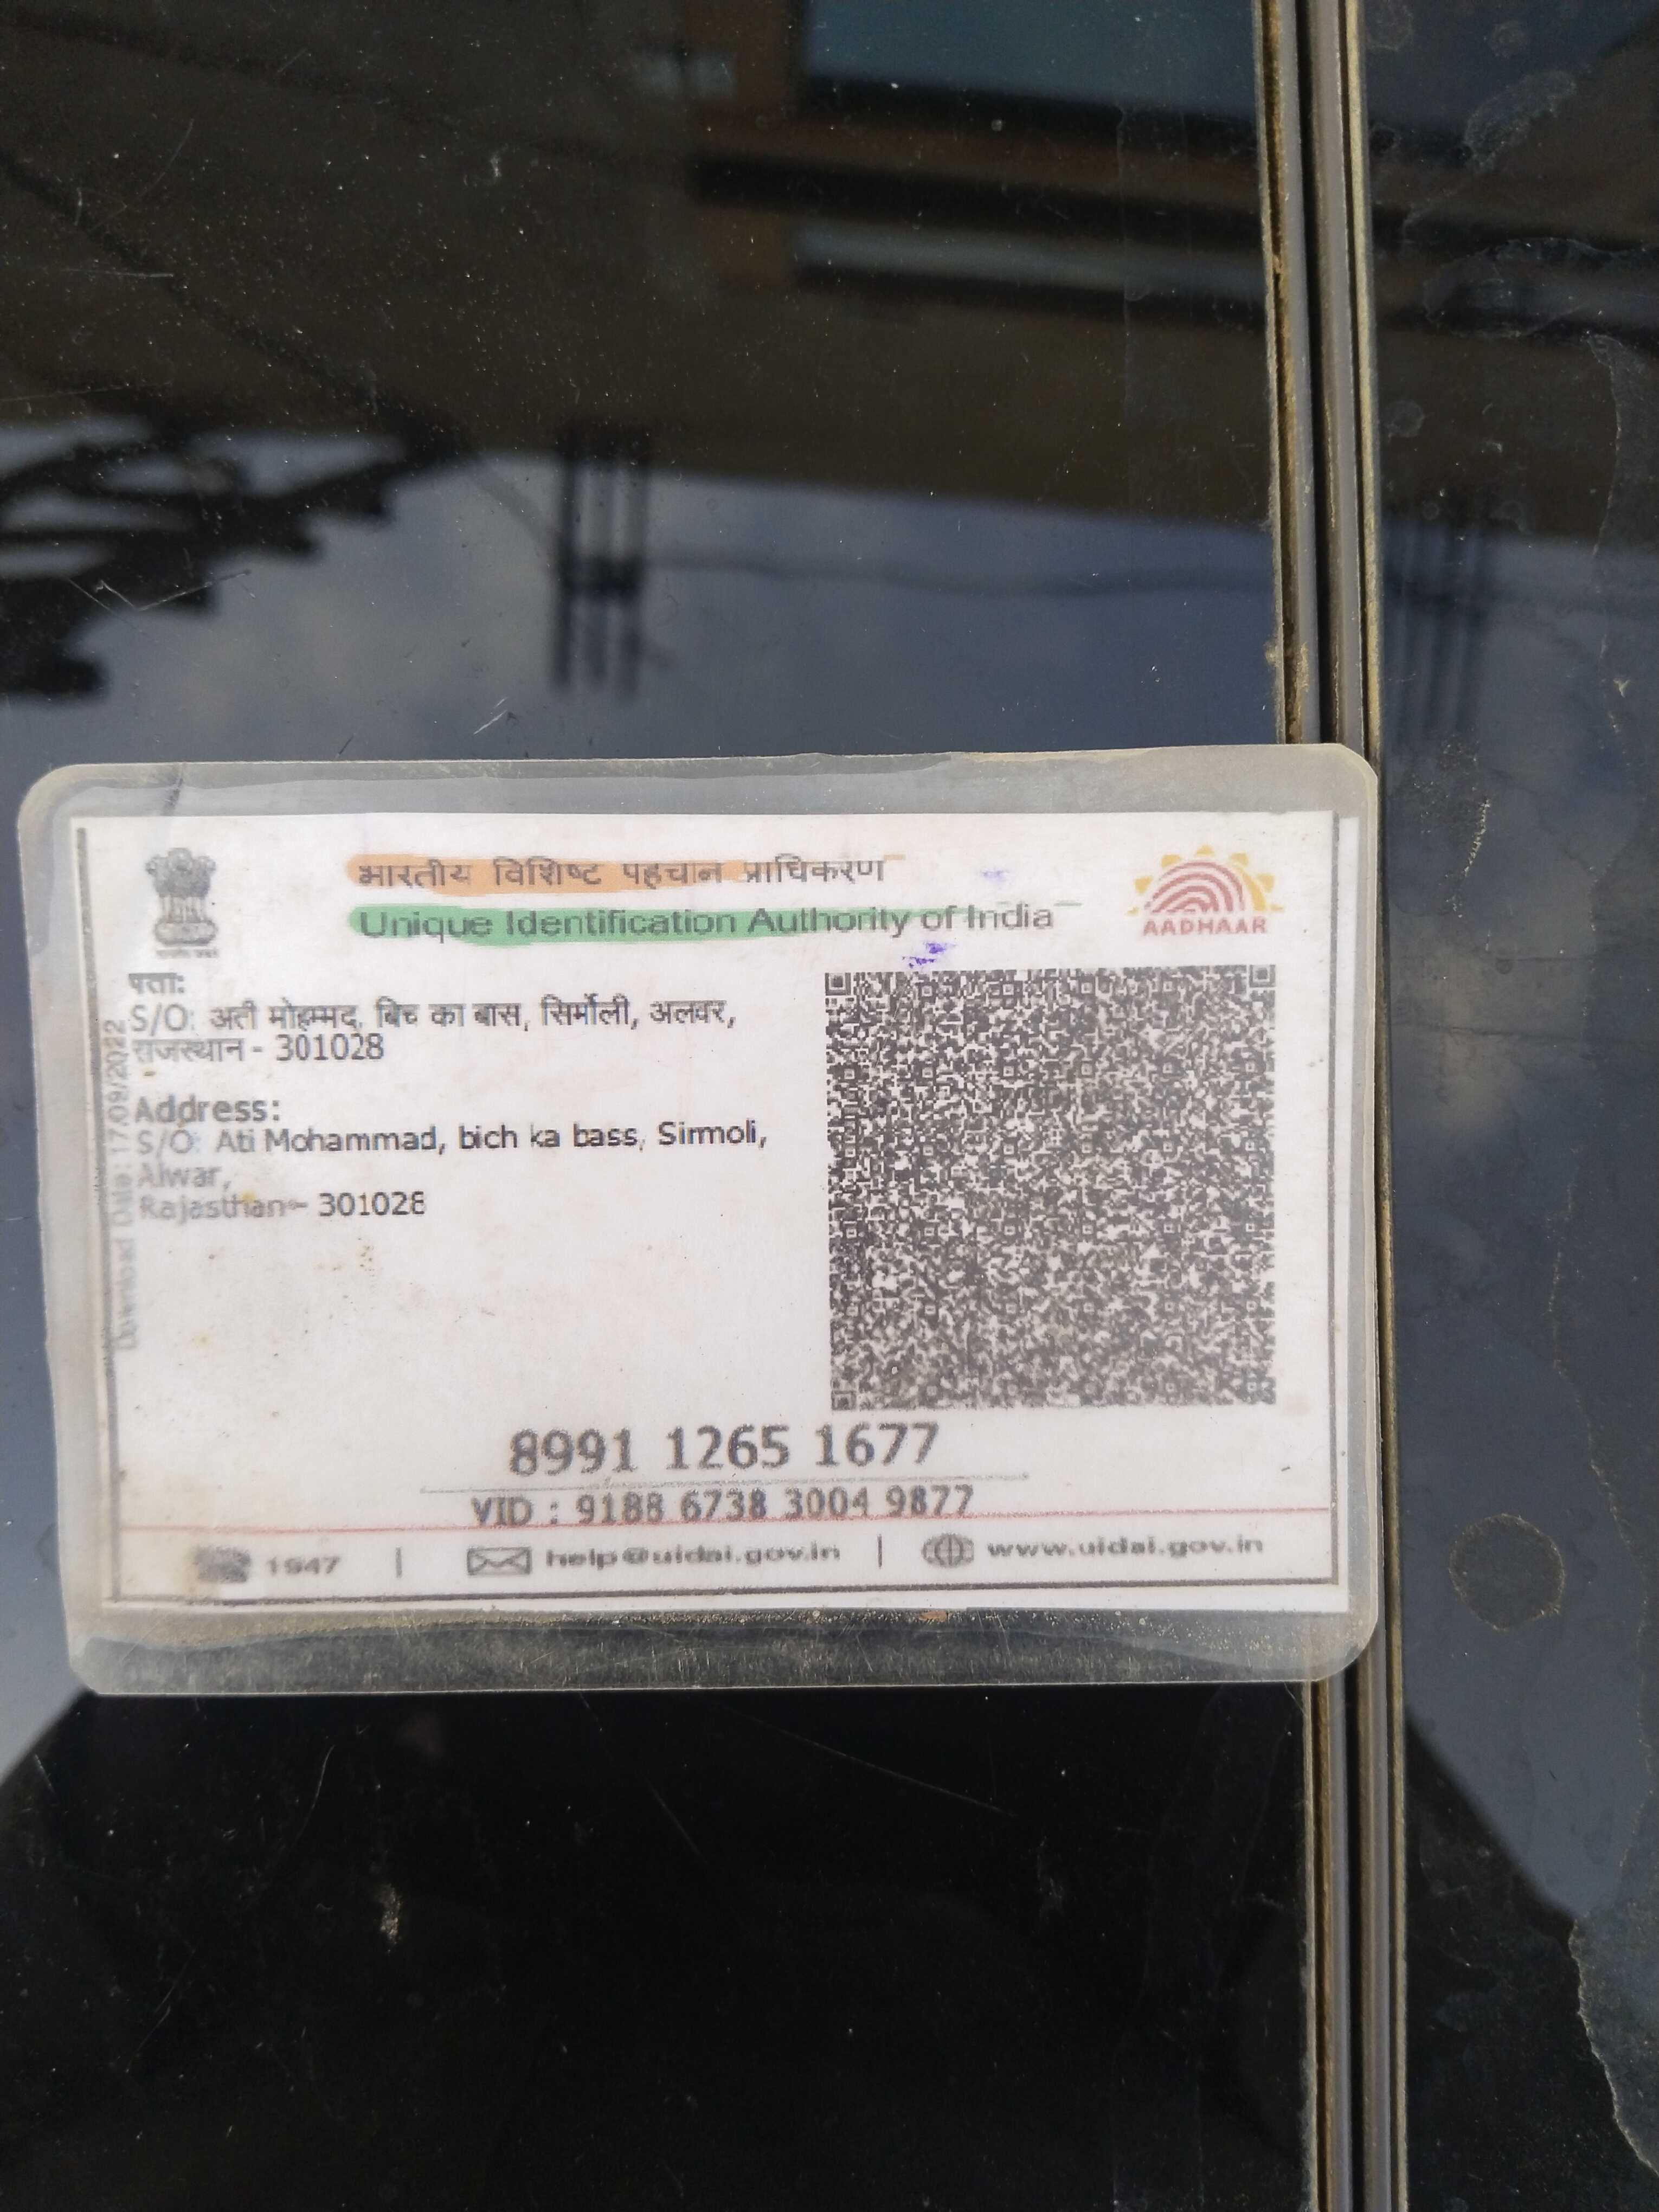 भारतीय विशिष्ट पहचान प्राधिकरण
Unique Identification Authority of India
AADHAAR
पता:
S/O: अती मोहम्मद, बिच का बास, सिर्मोली, अलवर,
राजस्थान - 301028
Address:
S/O: Ati Mohammad, bich ka bass, Sirmoli,
Alwar,
Rajasthan - 301028
Download Date: 17/09/2022
8991 1265 1677
VID : 9188 6738 3004 9877
1947 | help@uidai.gov.in | www.uidai.gov.in